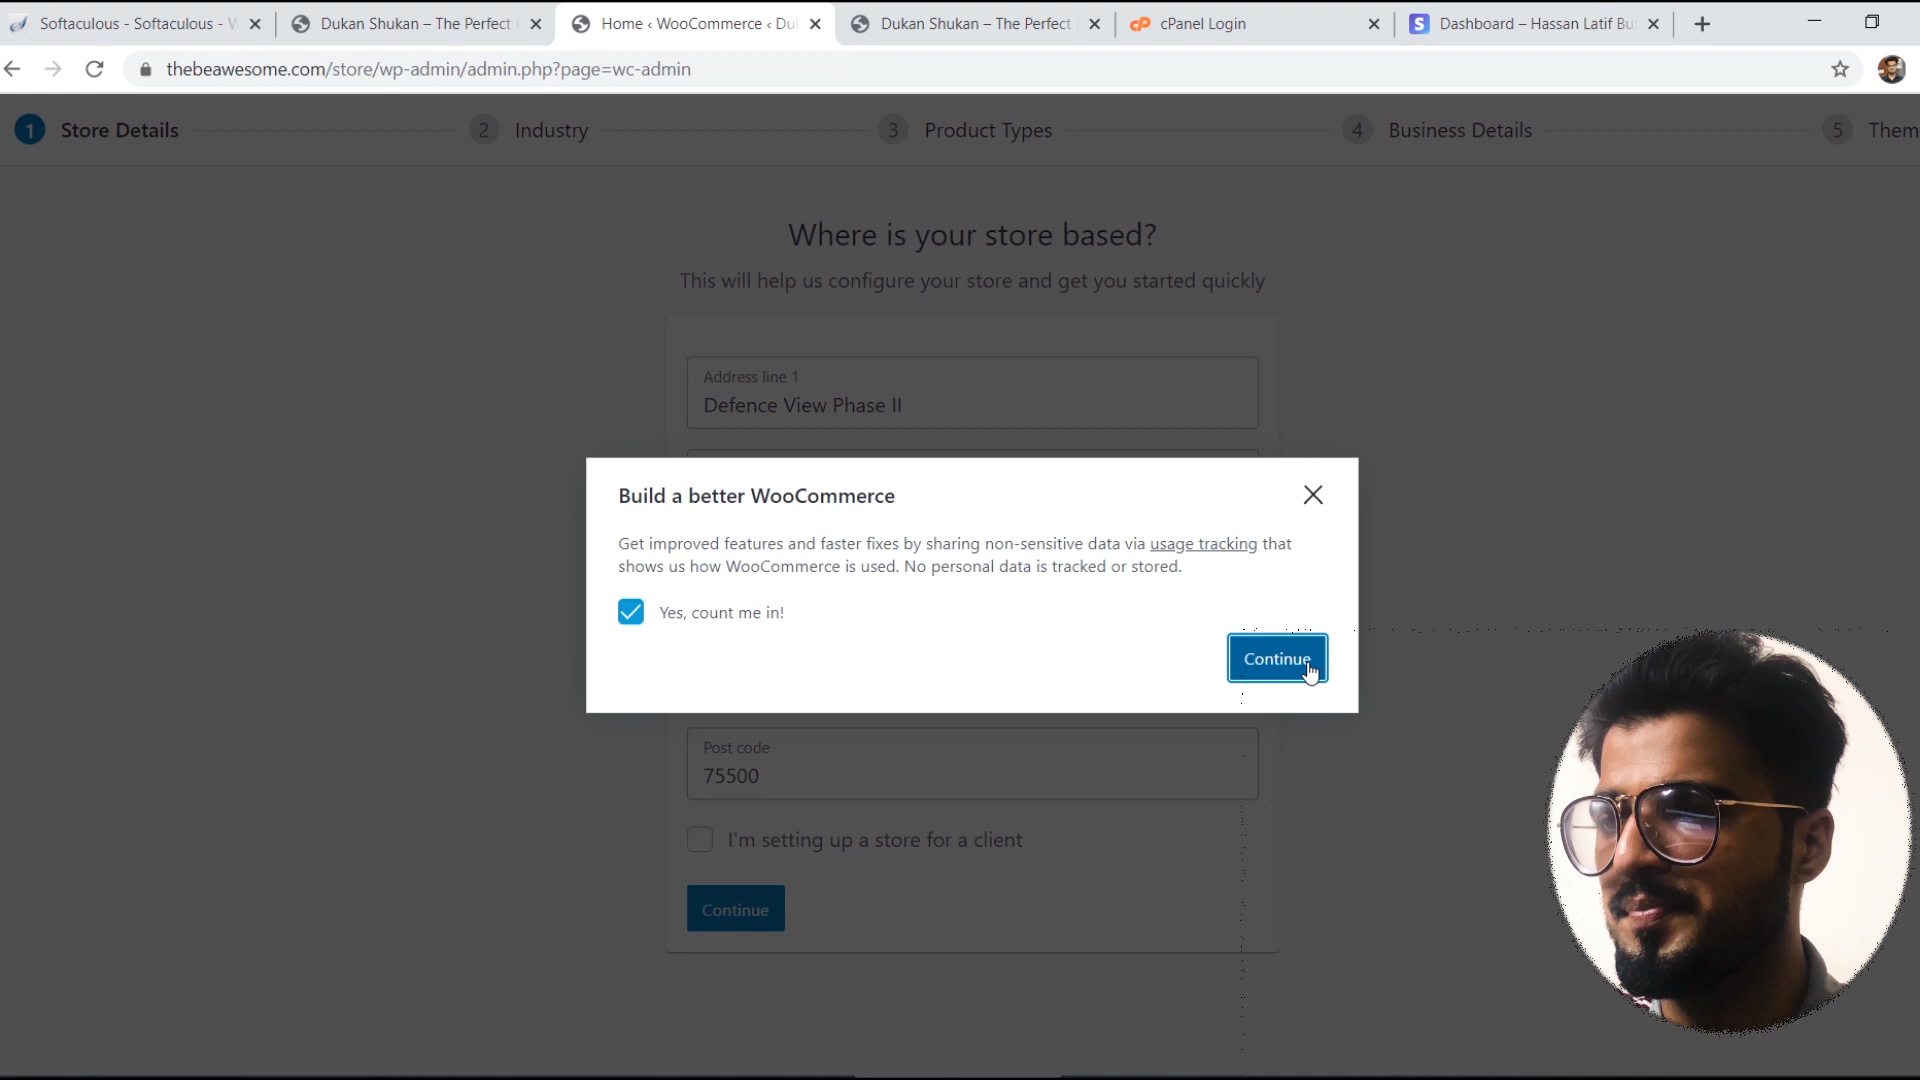 Softaculous - Softaculous - W
Dukan Shukan – The Perfect
Home ‹ WooCommerce ‹ Du
Dukan Shukan – The Perfect
cPanel Login
Dashboard – Hassan Latif Bu
thebeawesome.com/store/wp-admin/admin.php?page=wc-admin
1 Store Details
2 Industry
3 Product Types
4 Business Details
5 Them
Where is your store based?
This will help us configure your store and get you started quickly
Address line 1
Defence View Phase II
Build a better WooCommerce
Get improved features and faster fixes by sharing non-sensitive data via usage tracking that
shows us how WooCommerce is used. No personal data is tracked or stored.
Yes, count me in!
Continue
Post code
75500
I'm setting up a store for a client
Continue